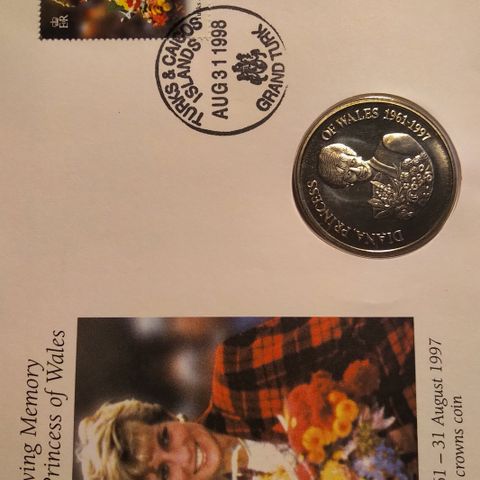 ER
TURKS & CAICOS
ISLANDS
AUG 31 1998
GRAND TURK
DIANA, PRINCESS OF WALES 1961-1997
ving Memory
Princess of Wales
61 – 31 August 1997
crowns coin